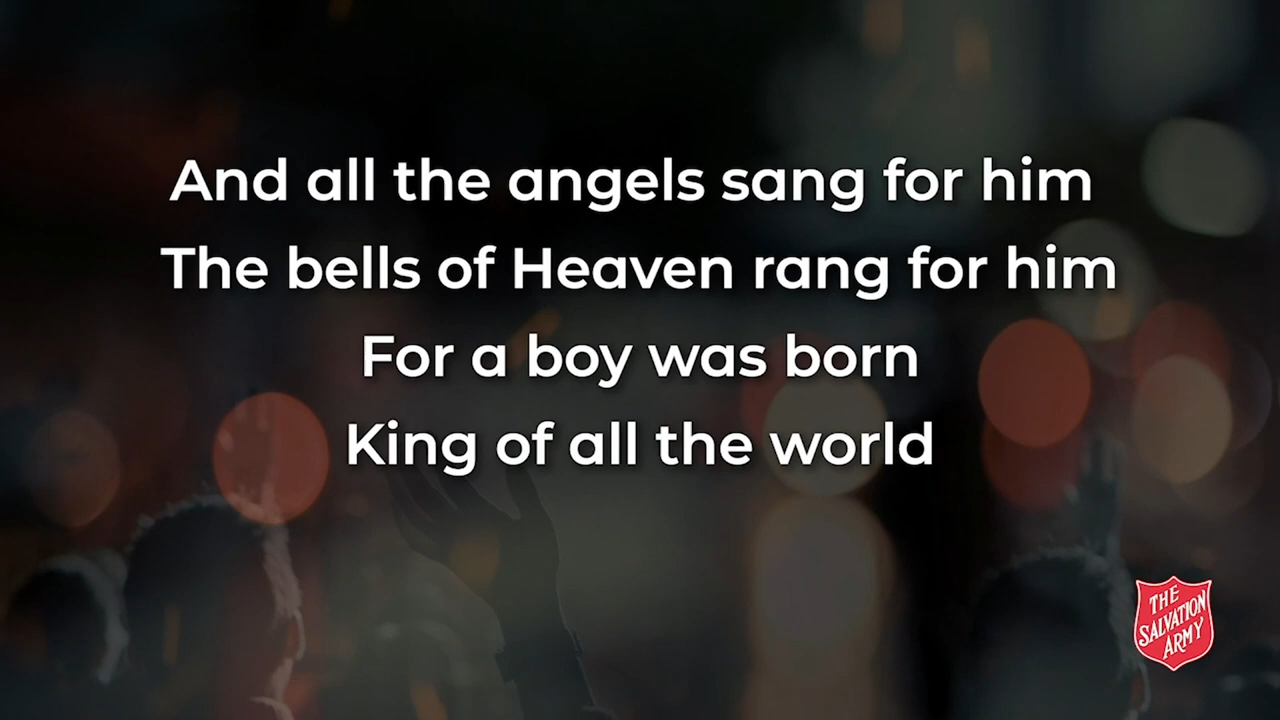 And all the angels sang for him
The bells of Heaven rang for him
For a boy was born
King of all the world
THE
SALVATION
ARMY